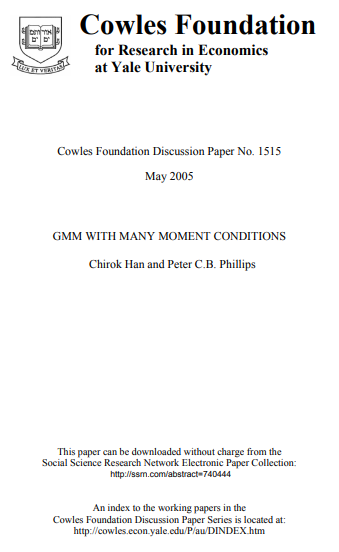 Cowles Foundation
for Research in Economics
at Yale University
LUX ET VERITAS
Cowles Foundation Discussion Paper No. 1515
May 2005
GMM WITH MANY MOMENT CONDITIONS
Chirok Han and Peter C.B. Phillips
This paper can be downloaded without charge from the
Social Science Research Network Electronic Paper Collection:
http://ssrn.com/abstract=740444
An index to the working papers in the
Cowles Foundation Discussion Paper Series is located at:
http://cowles.econ.yale.edu/P/au/DINDEX.htm